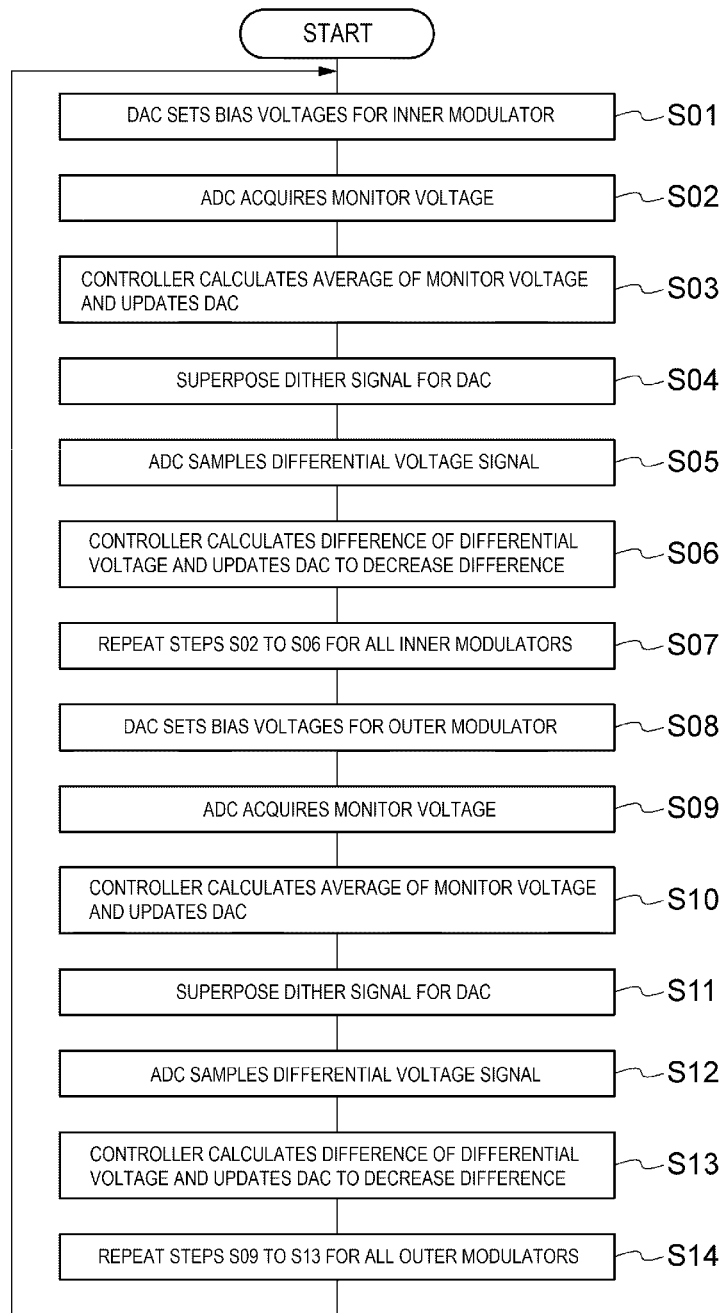 START
DAC SETS BIAS VOLTAGES FOR INNER MODULATOR S01
ADC ACQUIRES MONITOR VOLTAGE S02
CONTROLLER CALCULATES AVERAGE OF MONITOR VOLTAGE
AND UPDATES DAC S03
SUPERPOSE DITHER SIGNAL FOR DAC S04
ADC SAMPLES DIFFERENTIAL VOLTAGE SIGNAL S05
CONTROLLER CALCULATES DIFFERENCE OF DIFFERENTIAL
VOLTAGE AND UPDATES DAC TO DECREASE DIFFERENCE S06
REPEAT STEPS S02 TO S06 FOR ALL INNER MODULATORS S07
DAC SETS BIAS VOLTAGES FOR OUTER MODULATOR S08
ADC ACQUIRES MONITOR VOLTAGE S09
CONTROLLER CALCULATES AVERAGE OF MONITOR VOLTAGE
AND UPDATES DAC S10
SUPERPOSE DITHER SIGNAL FOR DAC S11
ADC SAMPLES DIFFERENTIAL VOLTAGE SIGNAL S12
CONTROLLER CALCULATES DIFFERENCE OF DIFFERENTIAL
VOLTAGE AND UPDATES DAC TO DECREASE DIFFERENCE S13
REPEAT STEPS S09 TO S13 FOR ALL OUTER MODULATORS S14